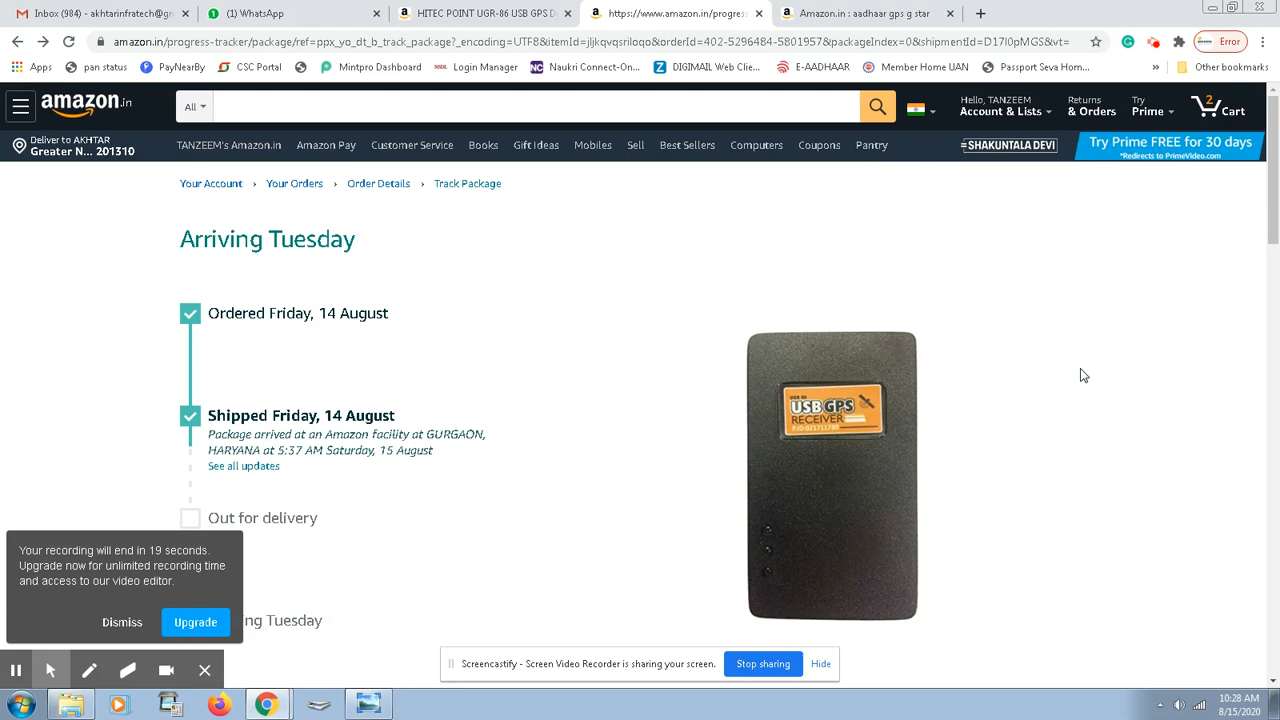 Inbox (984) - akhtarinfratech@gm
(1) WhatsApp
HITEC POINT UGR-86 USB GPS D
https://www.amazon.in/progress
Amazon.in : aadhaar gps g star
amazon.in/progress-tracker/package/ref=ppx_yo_dt_b_track_package?_encoding=UTF8&itemId=jljkqvqsriloqo&orderId=402-5296484-5801957&packageIndex=0&shipmentId=D17l0pMGS&vt=
Error
Apps
pan status
PayNearBy
CSC Portal
Mintpro Dashboard
Login Manager
Naukri Connect-On...
DIGIMAIL Web Clie...
E-AADHAAR
Member Home UAN
Passport Seva Hom...
»
Other bookmarks
amazon.in
All
Hello, TANZEEM
Account & Lists
Returns
& Orders
Try
Prime
2
Cart
Deliver to AKHTAR
Greater N... 201310
TANZEEM's Amazon.in
Amazon Pay
Customer Service
Books
Gift Ideas
Mobiles
Sell
Best Sellers
Computers
Coupons
Pantry
#SHAKUNTALA DEVI
Try Prime FREE for 30 days
*Redirects to PrimeVideo.com
Your Account › Your Orders › Order Details › Track Package
Arriving Tuesday
Ordered Friday, 14 August
Shipped Friday, 14 August
Package arrived at an Amazon facility at GURGAON,
HARYANA at 5:37 AM Saturday, 15 August
See all updates
Out for delivery
ng Tuesday
USB GPS
RECEIVER
Your recording will end in 19 seconds.
Upgrade now for unlimited recording time
and access to our video editor.
Dismiss
Upgrade
Screencastify - Screen Video Recorder is sharing your screen.
Stop sharing
Hide
10:28 AM
8/15/2020